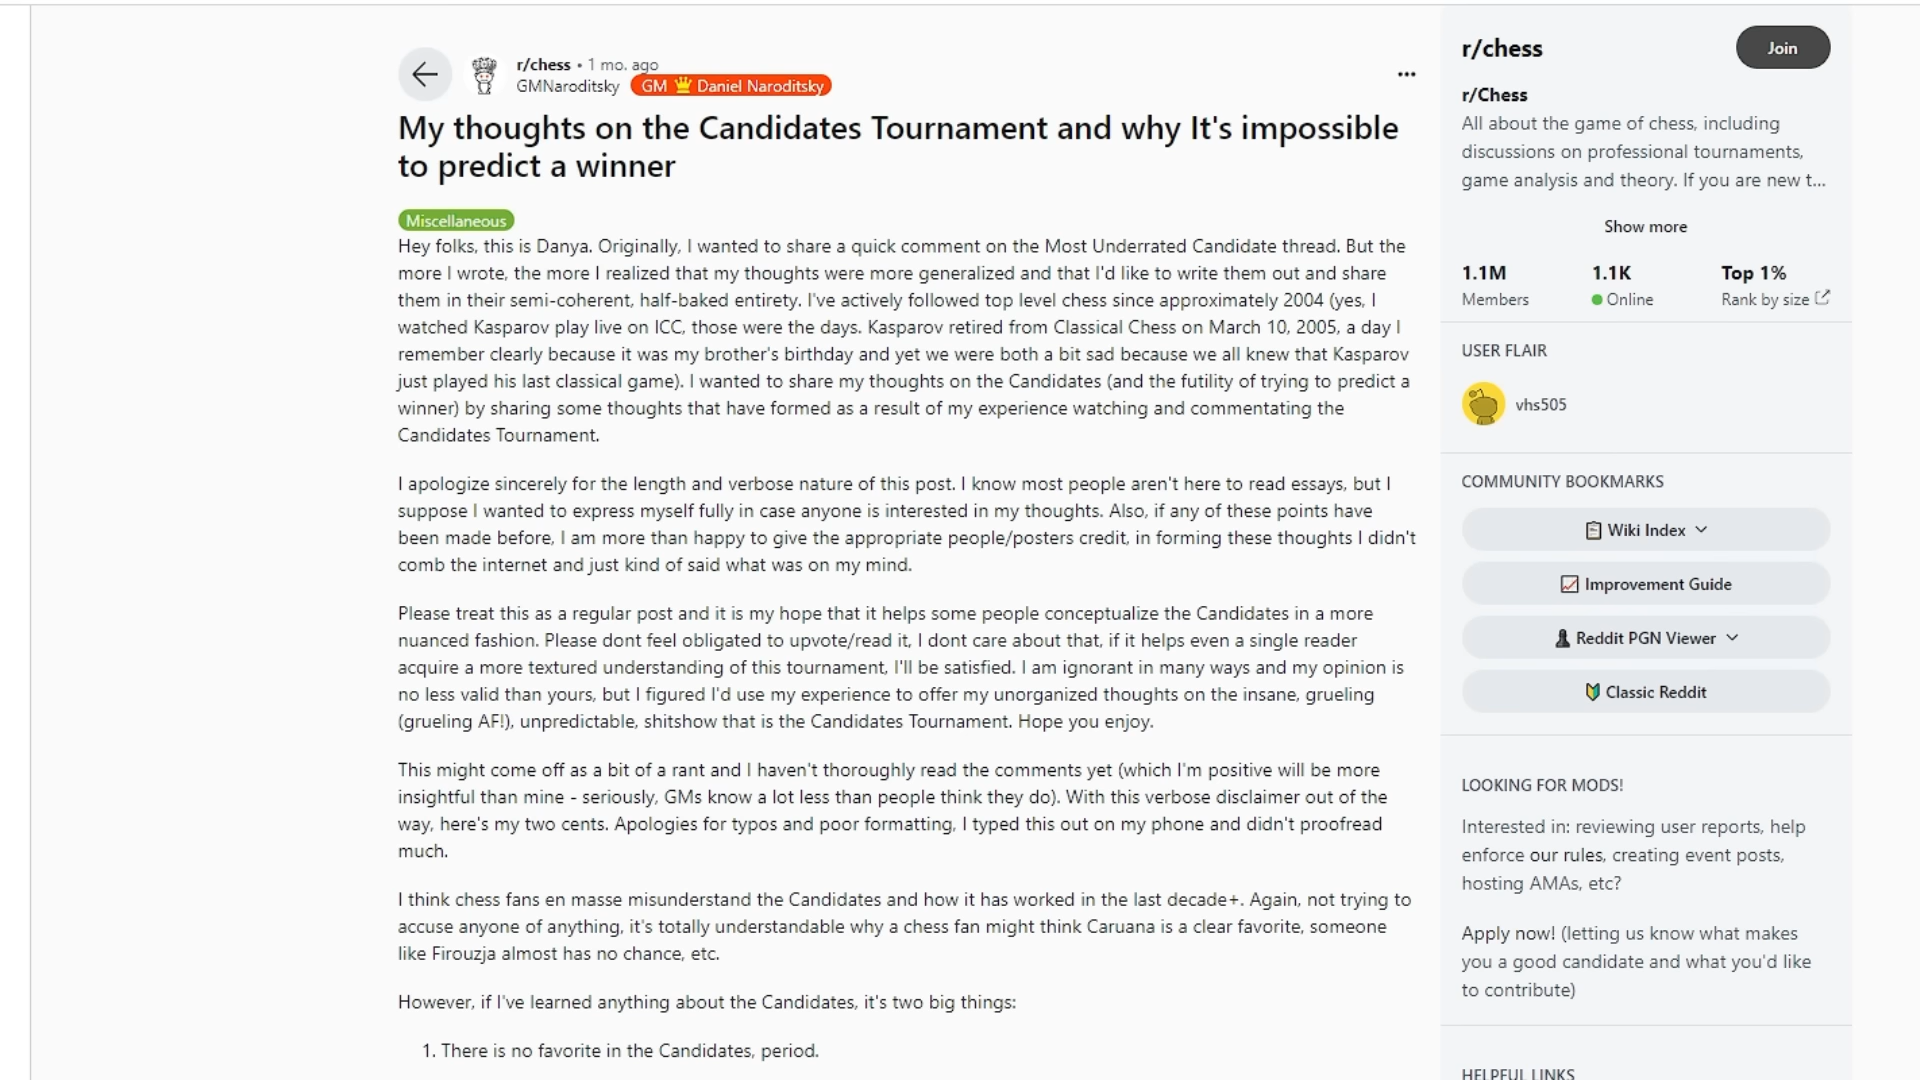 r/chess • 1 mo. ago
GMNaroditsky GM Daniel Naroditsky
My thoughts on the Candidates Tournament and why It's impossible
to predict a winner
Miscellaneous
Hey folks, this is Danya. Originally, I wanted to share a quick comment on the Most Underrated Candidate thread. But the
more I wrote, the more I realized that my thoughts were more generalized and that I'd like to write them out and share
them in their semi-coherent, half-baked entirety. I've actively followed top level chess since approximately 2004 (yes, I
watched Kasparov play live on ICC, those were the days. Kasparov retired from Classical Chess on March 10, 2005, a day I
remember clearly because it was my brother's birthday and yet we were both a bit sad because we all knew that Kasparov
just played his last classical game). I wanted to share my thoughts on the Candidates (and the futility of trying to predict a
winner) by sharing some thoughts that have formed as a result of my experience watching and commentating the
Candidates Tournament.
I apologize sincerely for the length and verbose nature of this post. I know most people aren't here to read essays, but I
suppose I wanted to express myself fully in case anyone is interested in my thoughts. Also, if any of these points have
been made before, I am more than happy to give the appropriate people/posters credit, in forming these thoughts I didn't
comb the internet and just kind of said what was on my mind.
Please treat this as a regular post and it is my hope that it helps some people conceptualize the Candidates in a more
nuanced fashion. Please dont feel obligated to upvote/read it, I dont care about that, if it helps even a single reader
acquire a more textured understanding of this tournament, I'll be satisfied. I am ignorant in many ways and my opinion is
no less valid than yours, but I figured I'd use my experience to offer my unorganized thoughts on the insane, grueling
(grueling AF!), unpredictable, shitshow that is the Candidates Tournament. Hope you enjoy.
This might come off as a bit of a rant and I haven't thoroughly read the comments yet (which I'm positive will be more
insightful than mine - seriously, GMs know a lot less than people think they do). With this verbose disclaimer out of the
way, here's my two cents. Apologies for typos and poor formatting, I typed this out on my phone and didn't proofread
much.
I think chess fans en masse misunderstand the Candidates and how it has worked in the last decade+. Again, not trying to
accuse anyone of anything, it's totally understandable why a chess fan might think Caruana is a clear favorite, someone
like Firouzja almost has no chance, etc.
However, if I've learned anything about the Candidates, it's two big things:
1. There is no favorite in the Candidates, period.
r/chess
Join
r/Chess
All about the game of chess, including
discussions on professional tournaments,
game analysis and theory. If you are new t...
Show more
1.1M 1.1K Top 1%
Members Online Rank by size
USER FLAIR
vhs505
COMMUNITY BOOKMARKS
Wiki Index
Improvement Guide
Reddit PGN Viewer
Classic Reddit
LOOKING FOR MODS!
Interested in: reviewing user reports, help
enforce our rules, creating event posts,
hosting AMAs, etc?
Apply now! (letting us know what makes
you a good candidate and what you'd like
to contribute)
HELPFUL LINKS